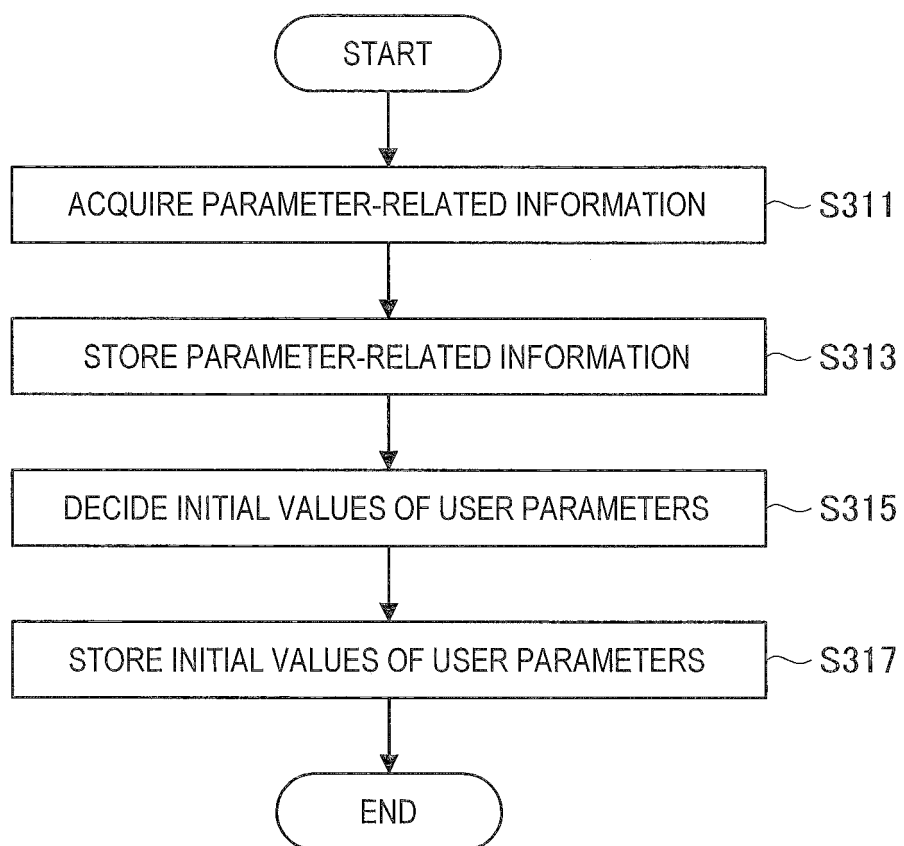 START
ACQUIRE PARAMETER-RELATED INFORMATION S311
STORE PARAMETER-RELATED INFORMATION S313
DECIDE INITIAL VALUES OF USER PARAMETERS S315
STORE INITIAL VALUES OF USER PARAMETERS S317
END